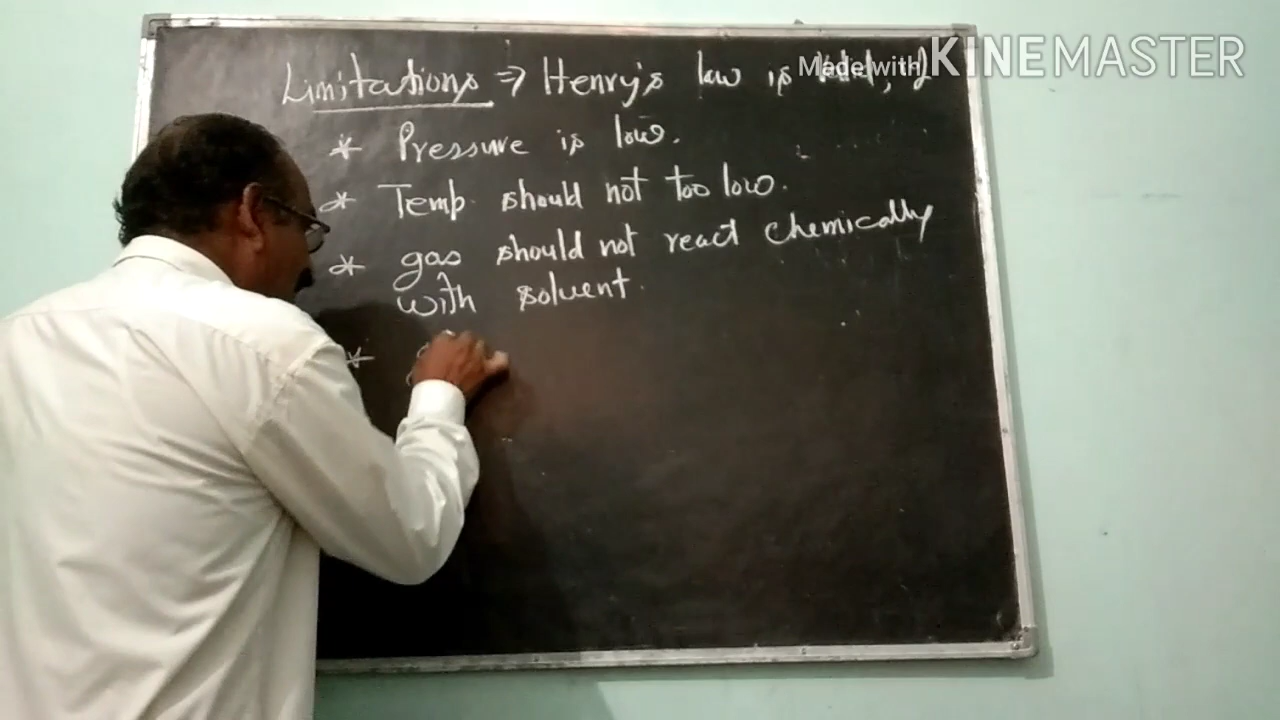 Limitations ⇒ Henry's law is valid, if
Made with KINEMASTER
* Pressure is low.
* Temp. should not too low.
* gas should not react chemically
with solvent.
*